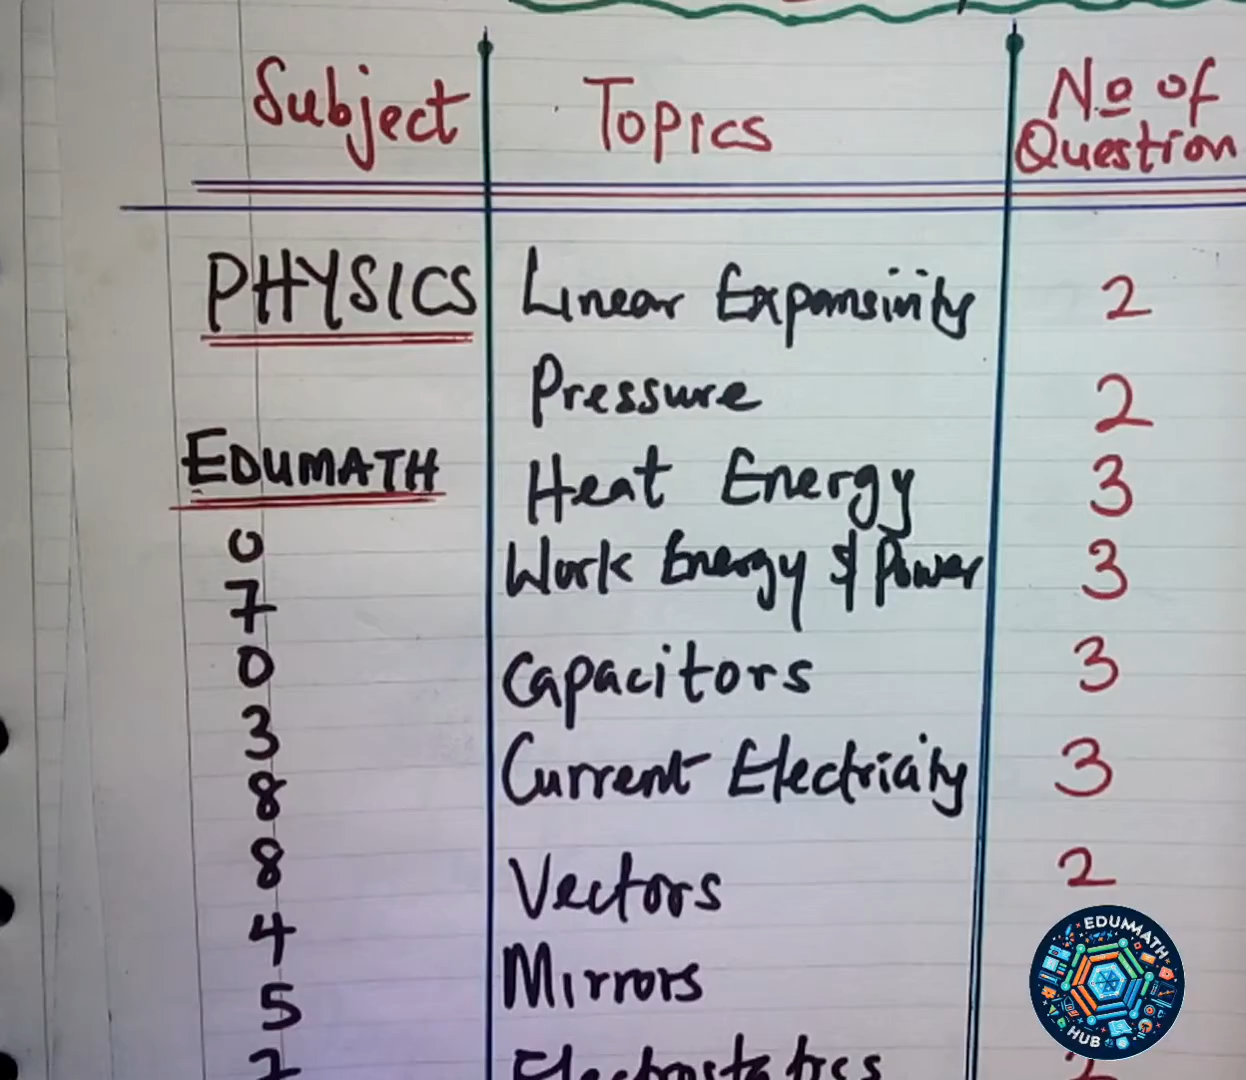 Subject Topics No of Question
PHYSICS Linear Expansivity 2
Pressure 2
EDUMATH Heat Energy 3
0 Work Energy & Power 3
7
0 Capacitors 3
3 Current Electricity 3
8
8 Vectors 2
4 Mirrors
5
Electrostatics
EDUMATH
HUB